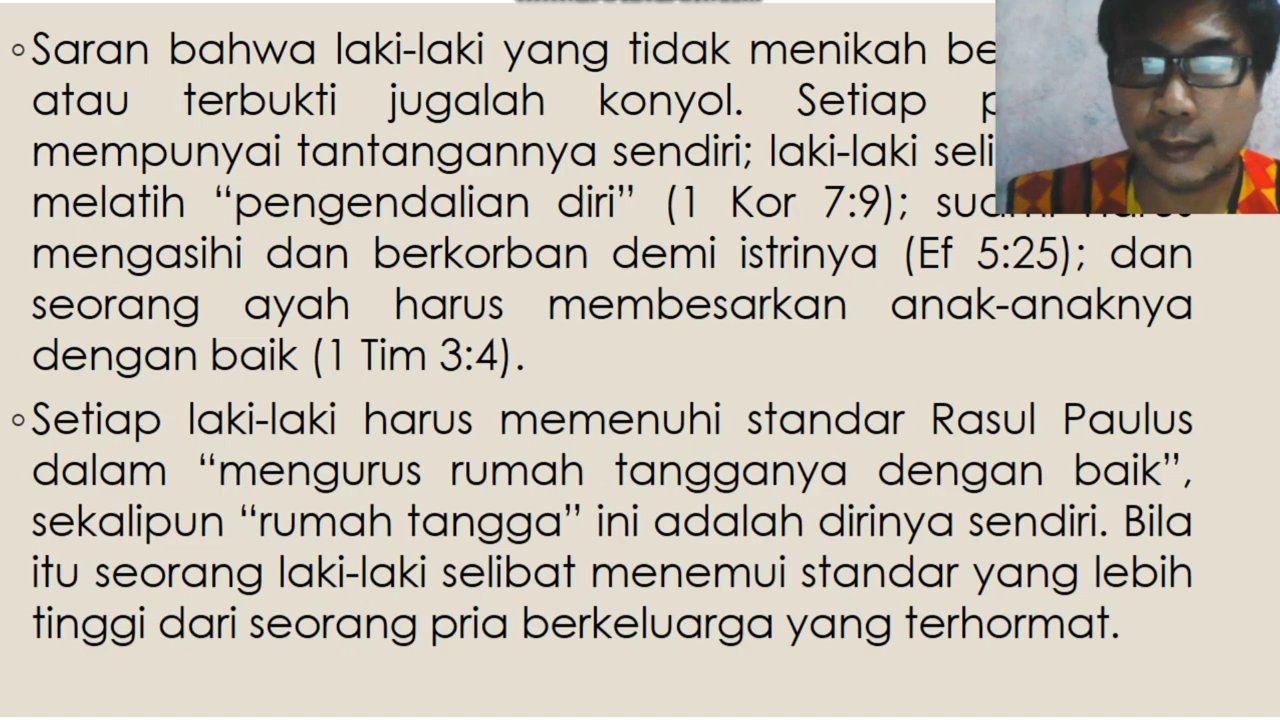 Saran bahwa laki-laki yang tidak menikah
atau terbukti jugalah konyol. Setiap
mempunyai tantangannya sendiri; laki-laki
melatih “pengendalian diri” (1 Kor 7:9);
mengasihi dan berkorban demi istrinya (Ef 5:25); dan
seorang ayah harus membesarkan anak-anaknya
dengan baik (1 Tim 3:4).
Setiap laki-laki harus memenuhi standar Rasul Paulus
dalam “mengurus rumah tangganya dengan baik”,
sekalipun “rumah tangga” ini adalah dirinya sendiri. Bila
itu seorang laki-laki selibat menemui standar yang lebih
tinggi dari seorang pria berkeluarga yang terhormat.